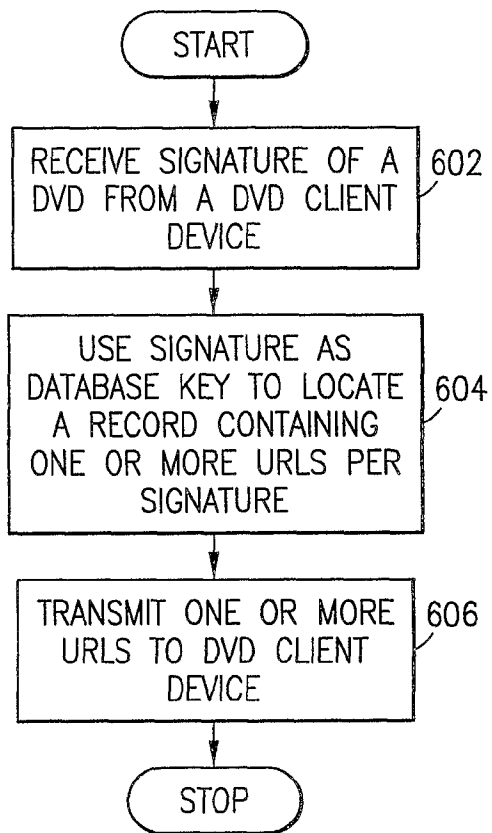 START
RECEIVE SIGNATURE OF A
DVD FROM A DVD CLIENT
DEVICE
602
USE SIGNATURE AS
DATABASE KEY TO LOCATE
A RECORD CONTAINING
ONE OR MORE URLS PER
SIGNATURE
604
TRANSMIT ONE OR MORE
URLS TO DVD CLIENT
DEVICE
606
STOP